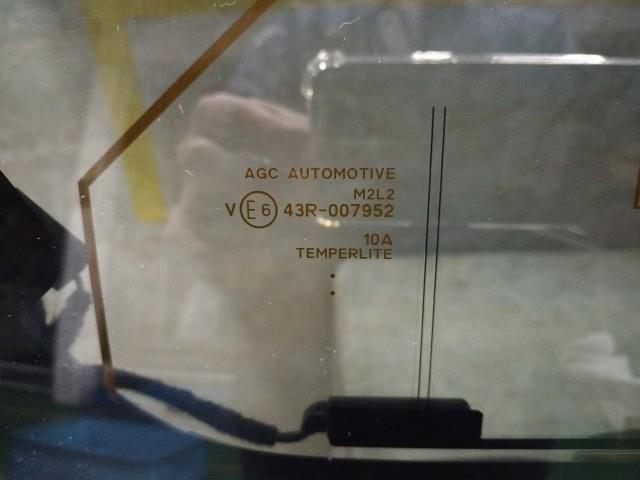 AGC AUTOMOTIVE
M2L2
V E6 43R-007952
10A
TEMPERLITE